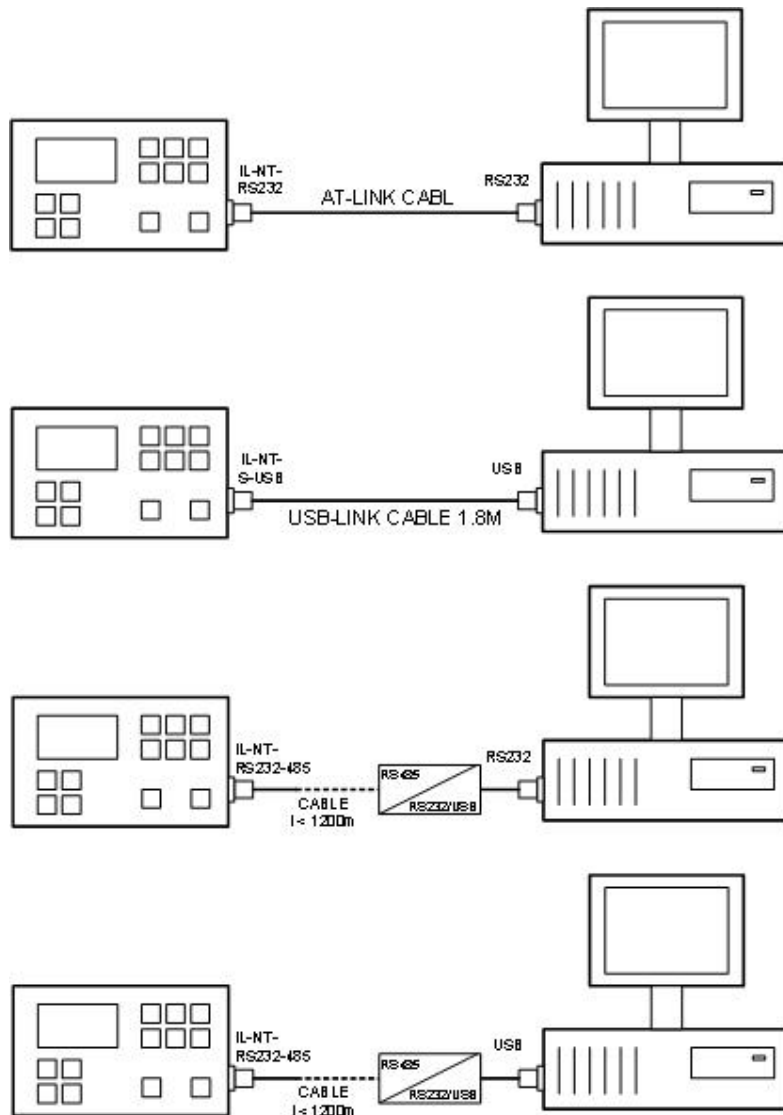 IL-NT-
RS232
RS232
AT-LINK CABL
IL-NT-
S-USB
USB
USB-LINK CABLE 1.8M
IL-NT-
RS232-485
RS232
RS485
RS232/USB
CABLE
l < 1200m
IL-NT-
RS232-485
USB
RS485
RS232/USB
CABLE
l < 1200m